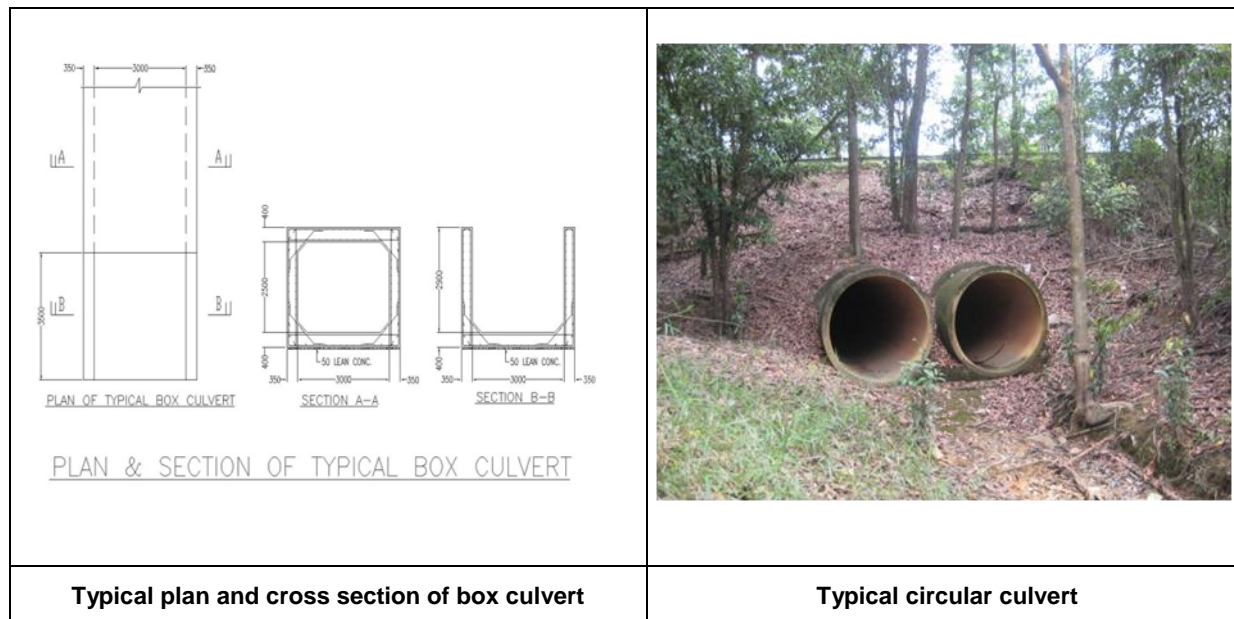 350 3000 350
A A
3500
B B
PLAN OF TYPICAL BOX CULVERT
400
2500
400
50 LEAN CONC.
350 3000 350
SECTION A-A
2900
400
50 LEAN CONC.
350 3000 350
SECTION B-B
PLAN & SECTION OF TYPICAL BOX CULVERT
Typical plan and cross section of box culvert
Typical circular culvert